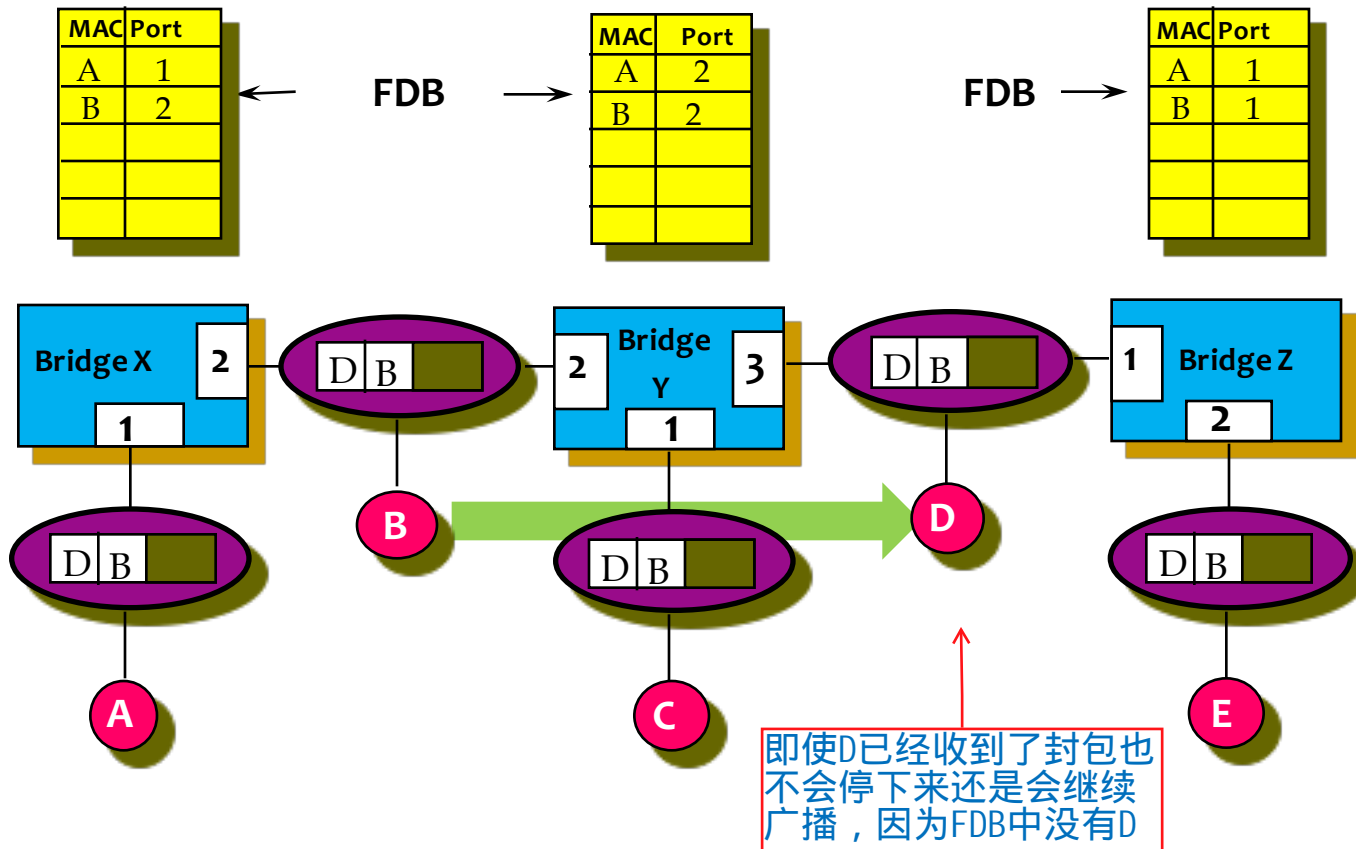 MAC Port
A 1
B 2
FDB
MAC Port
A 2
B 2
FDB
MAC Port
A 1
B 1
Bridge X
2
1
D B
2
Bridge
Y
3
1
D B
1
Bridge Z
2
B
D
D B
D B
D B
A
C
E
即使D已经收到了封包也
不会停下来还是会继续
广播，因为FDB中没有D